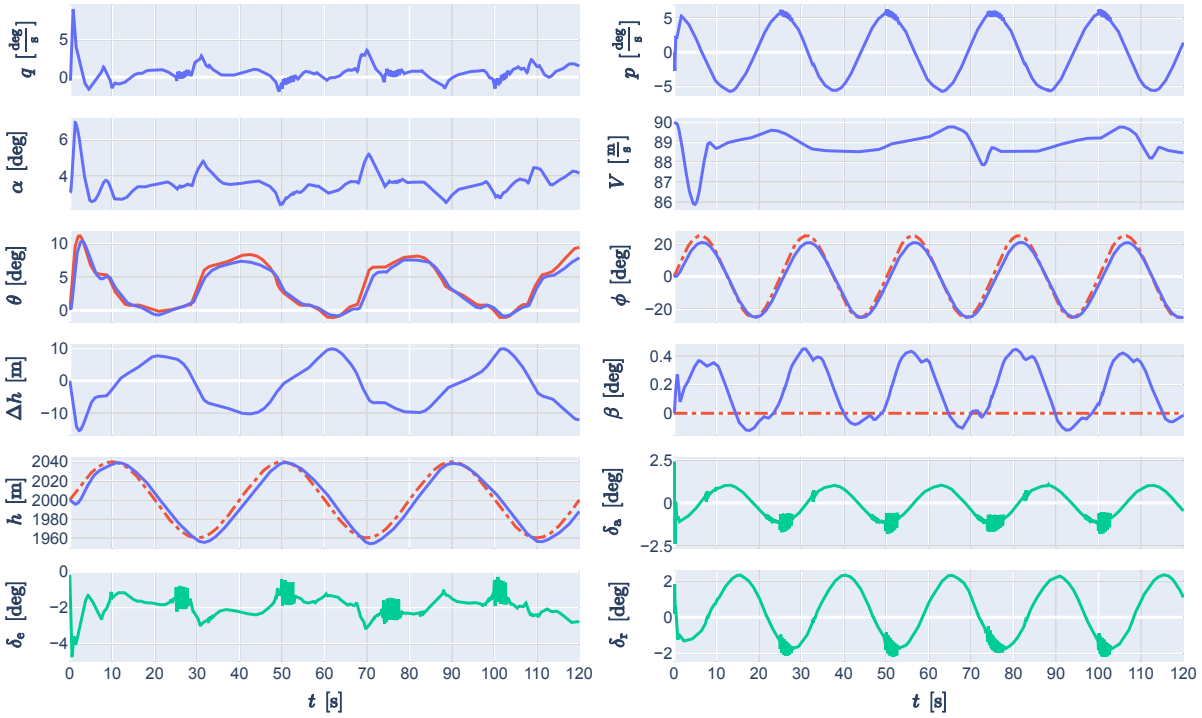 q [deg/s]
5
0
α [deg]
6
4
θ [deg]
10
5
0
Δh [m]
10
0
−10
h [m]
2040
2020
2000
1980
1960
δe [deg]
0
−2
−4
0 10 20 30 40 50 60 70 80 90 100 110 120
t [s]
p [deg/s]
5
0
−5
V [m/s]
90
89
88
87
86
ϕ [deg]
20
0
−20
β [deg]
0.4
0.2
0
δa [deg]
2.5
0
−2.5
δr [deg]
2
0
−2
0 10 20 30 40 50 60 70 80 90 100 110 120
t [s]